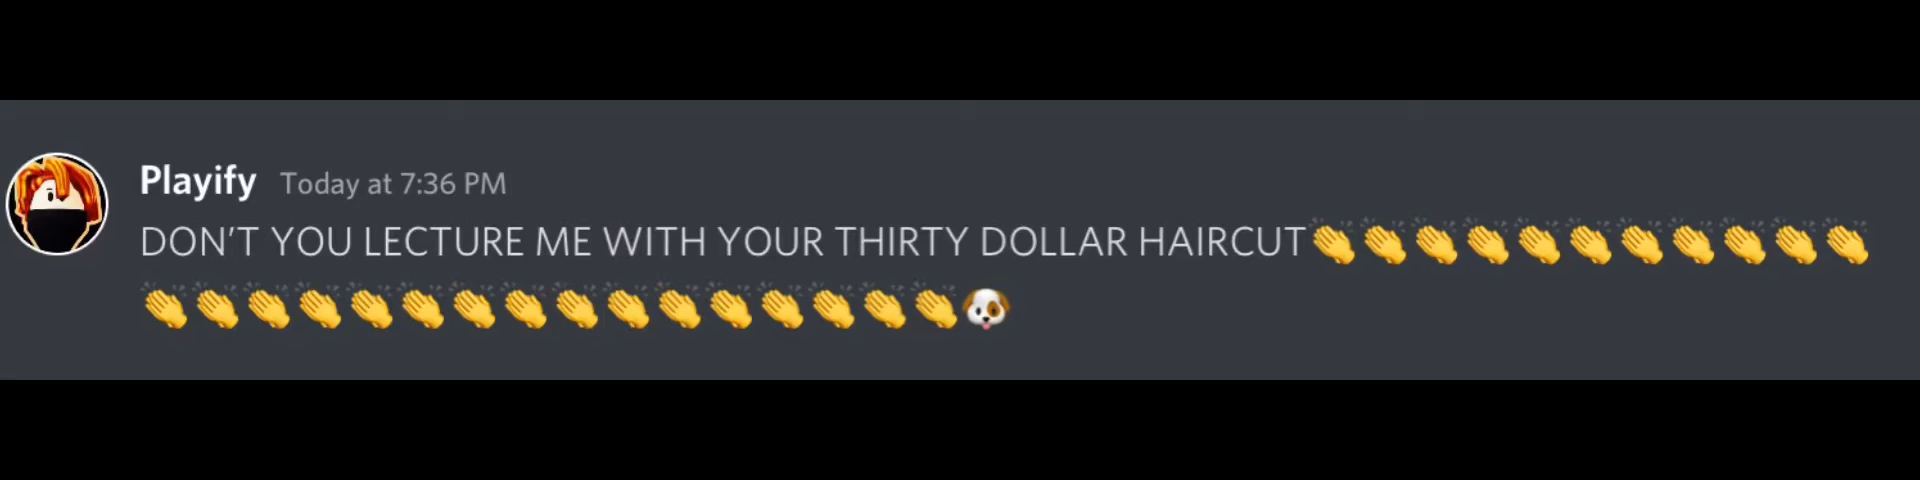 Playify Today at 7:36 PM
DON'T YOU LECTURE ME WITH YOUR THIRTY DOLLAR HAIRCUT👏👏👏👏👏👏👏👏👏👏👏
👏👏👏👏👏👏👏👏👏👏👏👏👏👏👏👏🐶